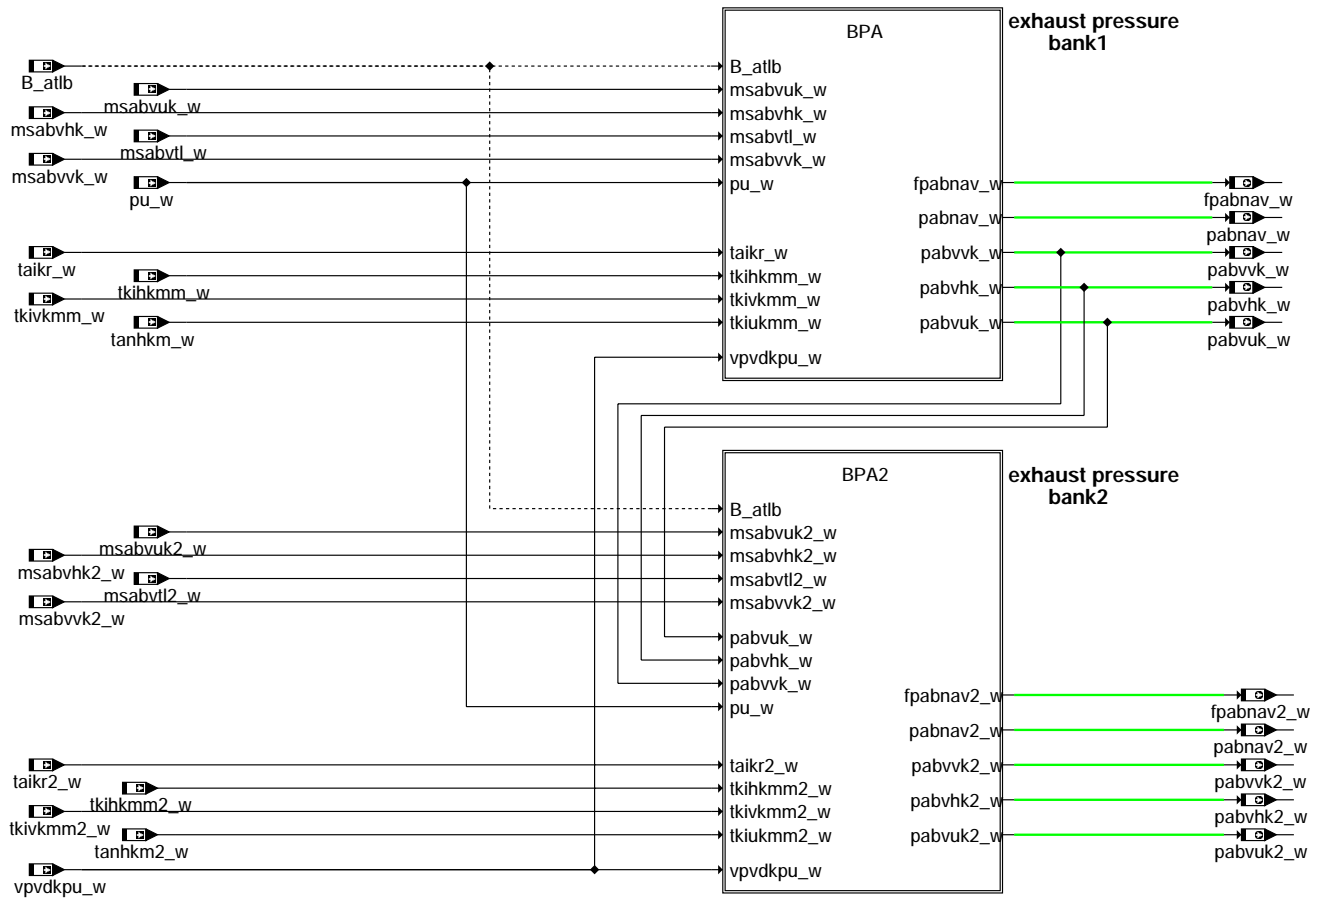 BPA
exhaust pressure
bank1
B_atlb
msabvuk_w
msabvhk_w
msabvtl_w
msabvvk_w
pu_w
taikr_w
tkihkmm_w
tkivkmm_w
tanhkm_w
B_atlb
msabvuk_w
msabvhk_w
msabvtl_w
msabvvk_w
pu_w
taikr_w
tkihkmm_w
tkivkmm_w
tkiukmm_w
vpvdkpu_w
fpabnav_w
pabnav_w
pabvvk_w
pabvhk_w
pabvuk_w
fpabnav_w
pabnav_w
pabvvk_w
pabvhk_w
pabvuk_w
BPA2
exhaust pressure
bank2
msabvuk2_w
msabvhk2_w
msabvtl2_w
msabvvk2_w
taikr2_w
tkihkmm2_w
tkivkmm2_w
tanhkm2_w
vpvdkpu_w
B_atlb
msabvuk2_w
msabvhk2_w
msabvtl2_w
msabvvk2_w
pabvuk_w
pabvhk_w
pabvvk_w
pu_w
taikr2_w
tkihkmm2_w
tkivkmm2_w
tkiukmm2_w
vpvdkpu_w
fpabnav2_w
pabnav2_w
pabvvk2_w
pabvhk2_w
pabvuk2_w
fpabnav2_w
pabnav2_w
pabvvk2_w
pabvhk2_w
pabvuk2_w